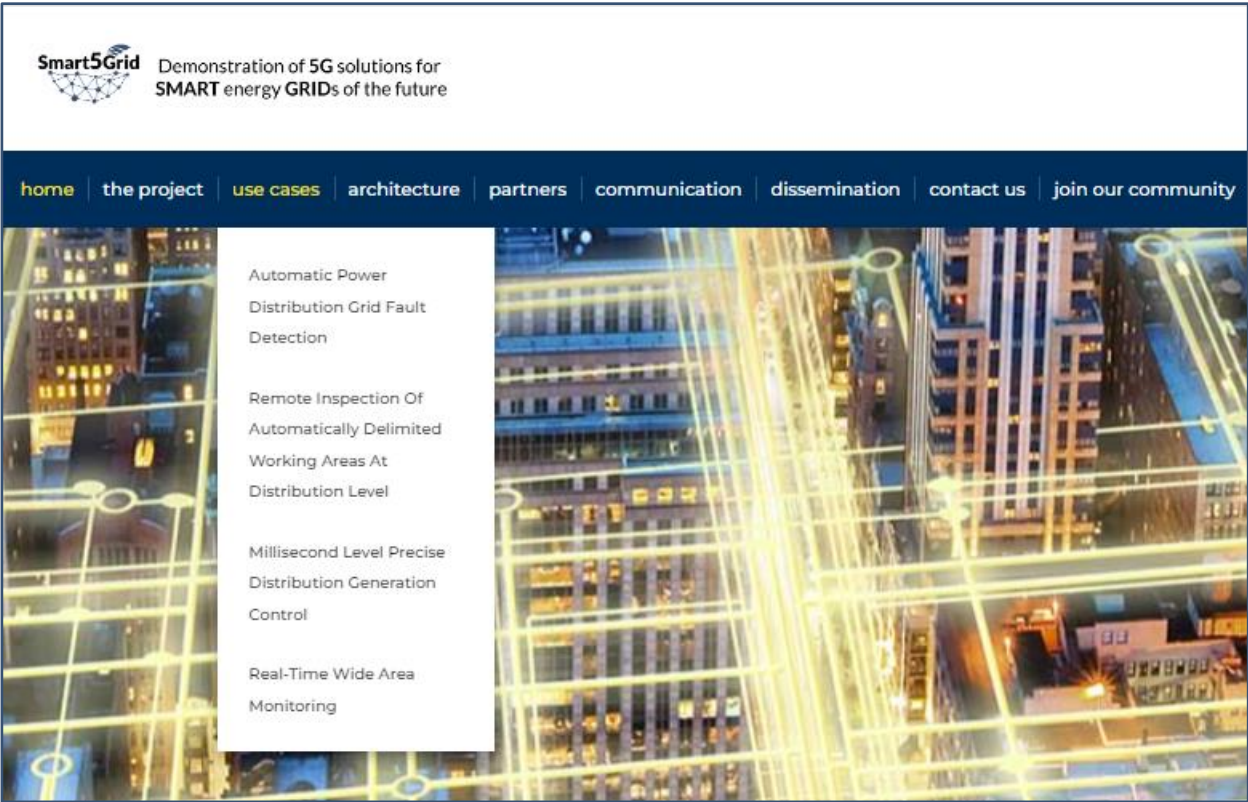 Smart5Grid
Demonstration of 5G solutions for
SMART energy GRIDs of the future
home
the project
use cases
architecture
partners
communication
dissemination
contact us
join our community
Automatic Power
Distribution Grid Fault
Detection
Remote Inspection Of
Automatically Delimited
Working Areas At
Distribution Level
Millisecond Level Precise
Distribution Generation
Control
Real-Time Wide Area
Monitoring